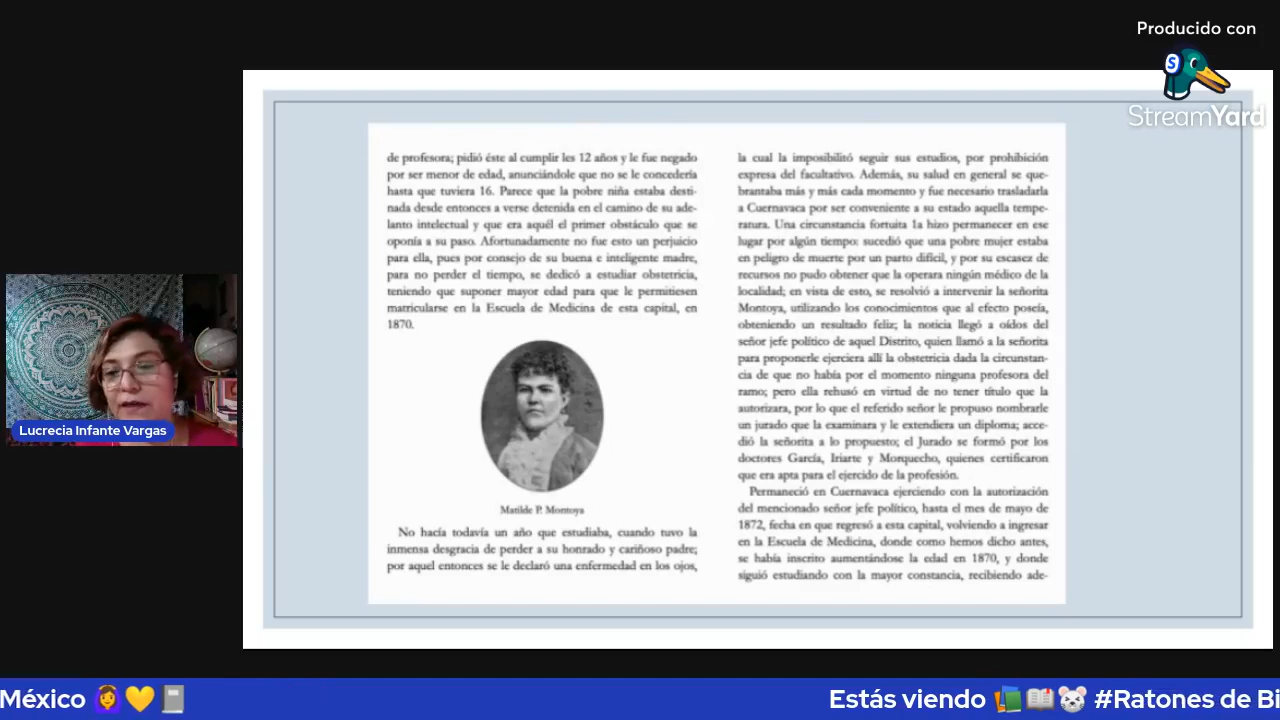 Producido con
StreamYard
de profesora; pidió éste al cumplir les 12 años y le fue negado
por ser menor de edad, anunciándole que no se le concedería
hasta que tuviera 16. Parece que la pobre niña estaba desti-
nada desde entonces a verse detenida en el camino de su ade-
lanto intelectual y que era aquél el primer obstáculo que se
oponía a su paso. Afortunadamente no fue esto un perjuicio
para ella, pues por consejo de su buena e inteligente madre,
para no perder el tiempo, se dedicó a estudiar obstetricia,
teniendo que suponer mayor edad para que le permitiesen
matricularse en la Escuela de Medicina de esta capital, en
1870.
Matilde P. Montoya
No hacía todavía un año que estudiaba, cuando tuvo la
inmensa desgracia de perder a su honrado y cariñoso padre;
por aquel entonces se le declaró una enfermedad en los ojos,
la cual la imposibilitó seguir sus estudios, por prohibición
expresa del facultativo. Además, su salud en general se que-
brantaba más y más cada momento y fue necesario trasladarla
a Cuernavaca por ser conveniente a su estado aquella tempe-
ratura. Una circunstancia fortuita 1a hizo permanecer en ese
lugar por algún tiempo: sucedió que una pobre mujer estaba
en peligro de muerte por un parto difícil, y por su escasez de
recursos no pudo obtener que la operara ningún médico de la
localidad; en vista de esto, se resolvió a intervenir la señorita
Montoya, utilizando los conocimientos que al efecto poseía,
obteniendo un resultado feliz; la noticia llegó a oídos del
señor jefe político de aquel Distrito, quien llamó a la señorita
para proponerle ejerciera allí la obstetricia dada la circunstan-
cia de que no había por el momento ninguna profesora del
ramo; pero ella rehusó en virtud de no tener título que la
autorizara, por lo que el referido señor le propuso nombrarle
un jurado que la examinara y le extendiera un diploma; acce-
dió la señorita a lo propuesto; el Jurado se formó por los
doctores García, Iriarte y Morquecho, quienes certificaron
que era apta para el ejercido de la profesión.
Permaneció en Cuernavaca ejerciendo con la autorización
del mencionado señor jefe político, hasta el mes de mayo de
1872, fecha en que regresó a esta capital, volviendo a ingresar
en la Escuela de Medicina, donde como hemos dicho antes,
se había inscrito aumentándose la edad en 1870, y donde
siguió estudiando con la mayor constancia, recibiendo ade-
Lucrecia Infante Vargas
México 🙋‍♀️💛📓
Estás viendo 📚📖🐭 #Ratones de Bi